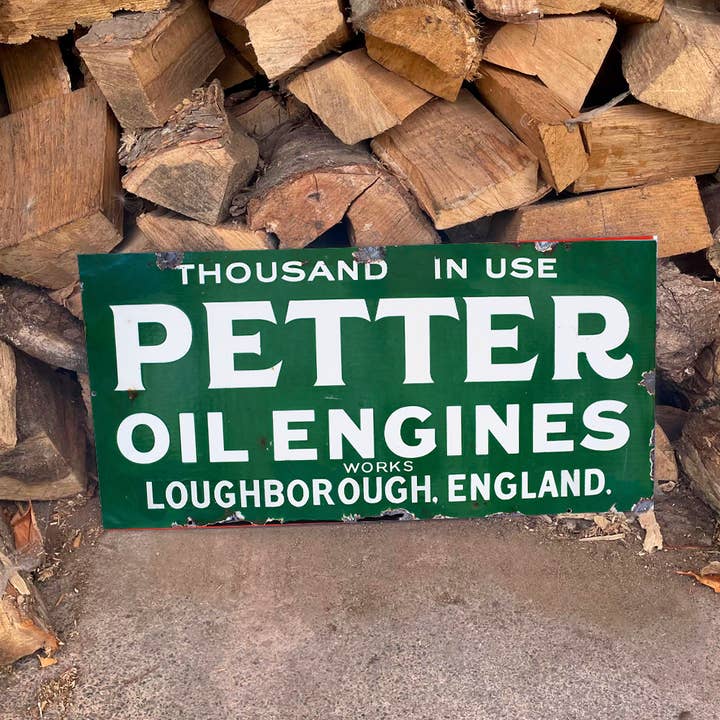 THOUSAND IN USE
PETTER
OIL ENGINES
WORKS
LOUGHBOROUGH, ENGLAND.